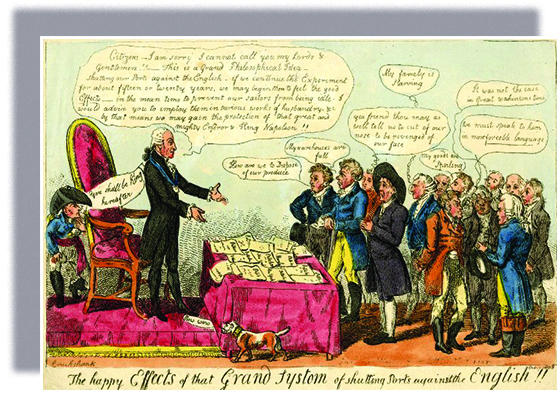 Citizens — I am sorry I cannot call you my Lords &
Gentlemen!! — This is a Grand Philosophical Idea —
shutting our Ports against the English — if we continue the Experiment
for about fifteen or twenty years, we may begin to feel the good
Effects — in the mean time to prevent our sailors from being idle I
would advise you to employ them in various works of husbandry &c
by that means we may gain the protection of that great and
mighty Emperor & King Napoleon!!
You shall be King
hereafter
How are we to Dispose
of our produce
My warehouses are
full
My family is
Starving
you friend thou mayst as
well tell us to cut of our
nose to be revenged of
our face
My goods are
Spoiling
It was not the case
in Great
time
we must speak to him
in more forcible language
Cruikshank
The happy Effects of that Grand System of shutting Ports against the English!!